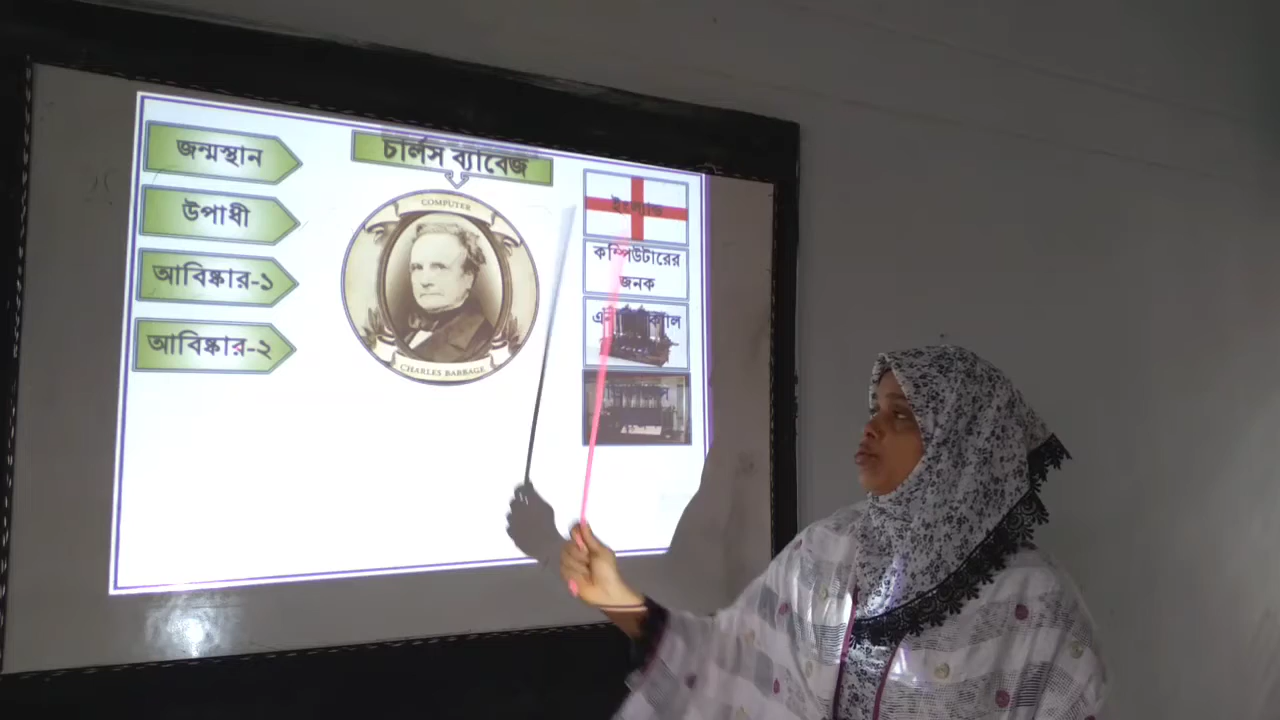 চার্লস ব্যাবেজ
জন্মস্থান
ইংল্যান্ড
উপাধী
কম্পিউটারের
জনক
আবিষ্কার-১
আবিষ্কার-২
COMPUTER
CHARLES BABBAGE